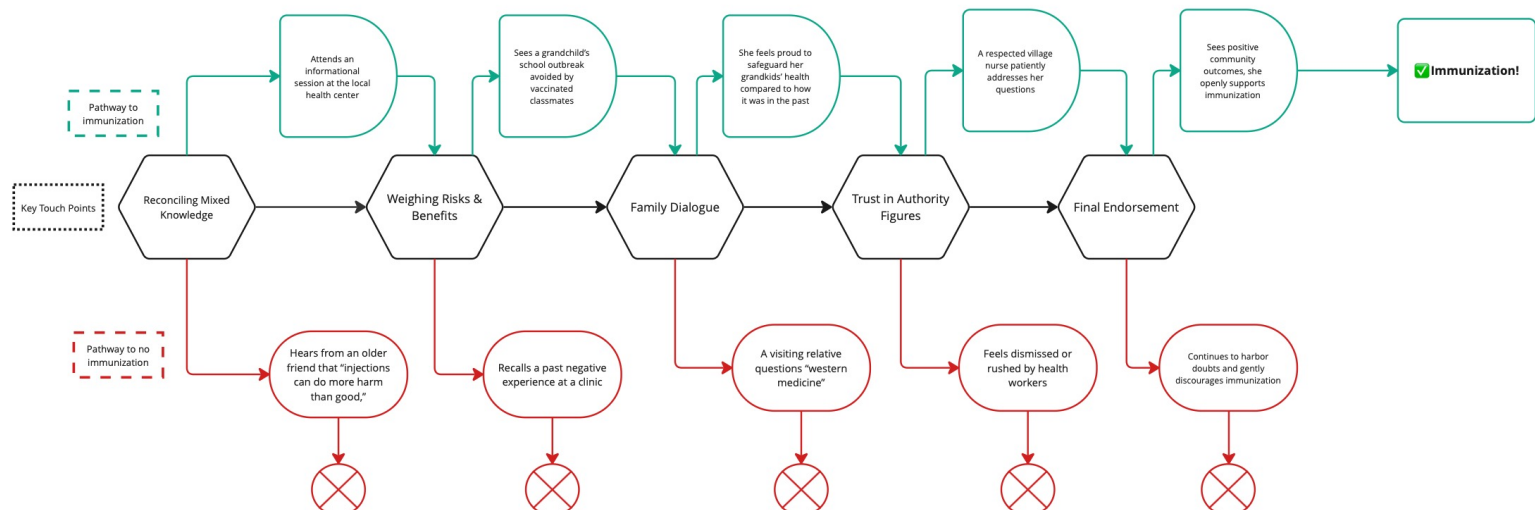 Attends an
informational
session at the local
health center
Sees a grandchild's
school outbreak
avoided by
vaccinated
classmates
She feels proud to
safeguard her
grandkids' health
compared to how
it was in the past
A respected village
nurse patiently
addresses her
questions
Sees positive
community
outcomes, she
openly supports
immunization
✅Immunization!
Pathway to
immunization
Key Touch Points
Reconciling Mixed
Knowledge
Weighing Risks &
Benefits
Family Dialogue
Trust in Authority
Figures
Final Endorsement
Pathway to no
immunization
Hears from an older
friend that “injections
can do more harm
than good,”
Recalls a past negative
experience at a clinic
A visiting relative
questions “western
medicine”
Feels dismissed or
rushed by health
workers
Continues to harbor
doubts and gently
discourages immunization